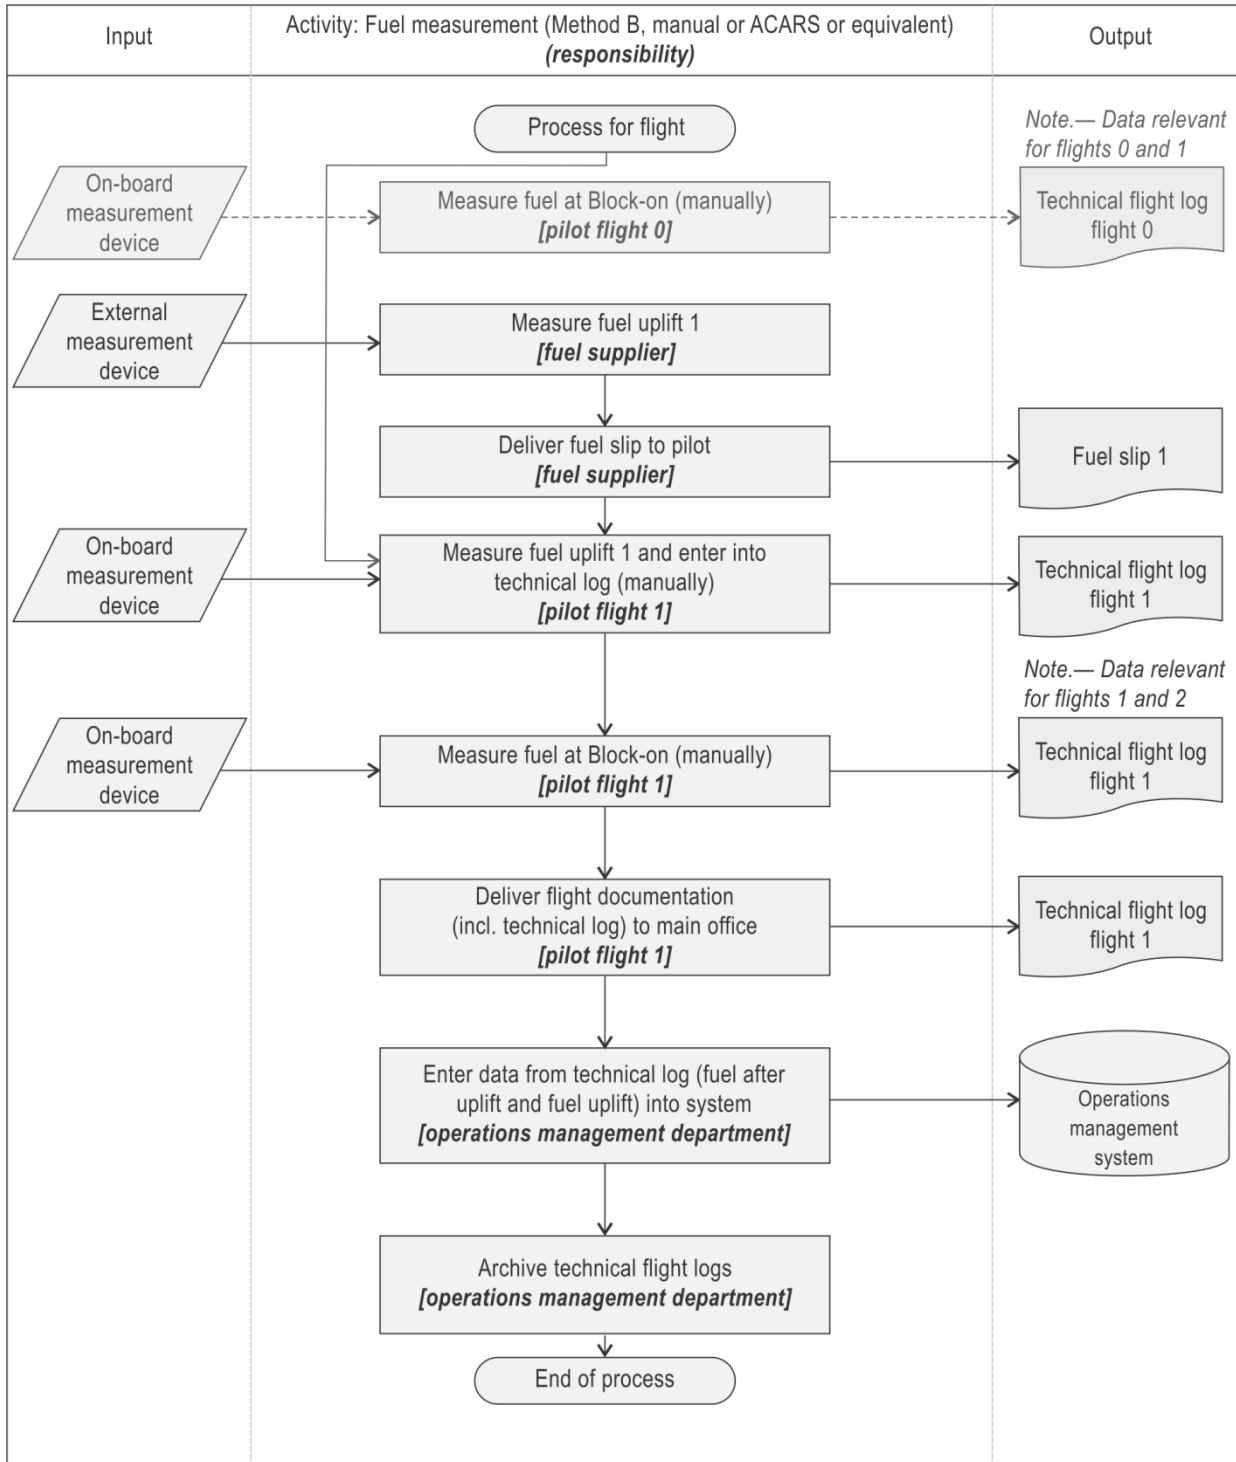 Input
Activity: Fuel measurement (Method B, manual or ACARS or equivalent)
(responsibility)
Output
Process for flight
Note.— Data relevant
for flights 0 and 1
On-board
measurement
device
Measure fuel at Block-on (manually)
[pilot flight 0]
Technical flight log
flight 0
External
measurement
device
Measure fuel uplift 1
[fuel supplier]
Deliver fuel slip to pilot
[fuel supplier]
Fuel slip 1
On-board
measurement
device
Measure fuel uplift 1 and enter into
technical log (manually)
[pilot flight 1]
Technical flight log
flight 1
Note.— Data relevant
for flights 1 and 2
On-board
measurement
device
Measure fuel at Block-on (manually)
[pilot flight 1]
Technical flight log
flight 1
Deliver flight documentation
(incl. technical log) to main office
[pilot flight 1]
Technical flight log
flight 1
Enter data from technical log (fuel after
uplift and fuel uplift) into system
[operations management department]
Operations
management
system
Archive technical flight logs
[operations management department]
End of process